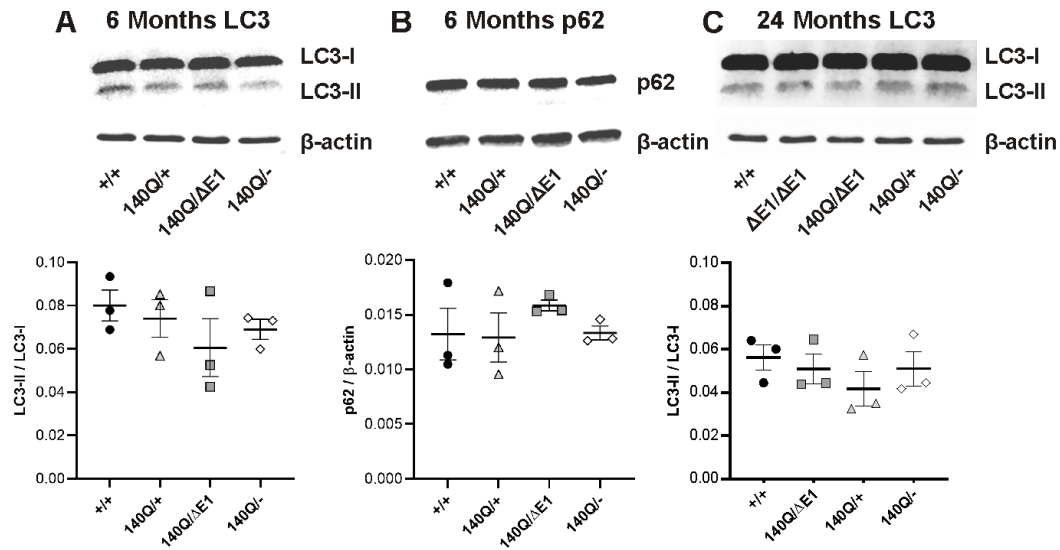 A 6 Months LC3
LC3-I
LC3-II
β-actin
+/+
140Q/+
140Q/ΔE1
140Q/-
LC3-II / LC3-I
0.10
0.08
0.06
0.04
0.02
0.00
+/+
140Q/+
140Q/ΔE1
140Q/-
B 6 Months p62
p62
β-actin
+/+
140Q/+
140Q/ΔE1
140Q/-
p62 / β-actin
0.020
0.015
0.010
0.005
0.000
+/+
140Q/+
140Q/ΔE1
140Q/-
C 24 Months LC3
LC3-I
LC3-II
β-actin
+/+
ΔE1/ΔE1
140Q/ΔE1
140Q/+
140Q/-
LC3-II / LC3-I
0.10
0.08
0.06
0.04
0.02
0.00
+/+
140Q/ΔE1
140Q/+
140Q/-